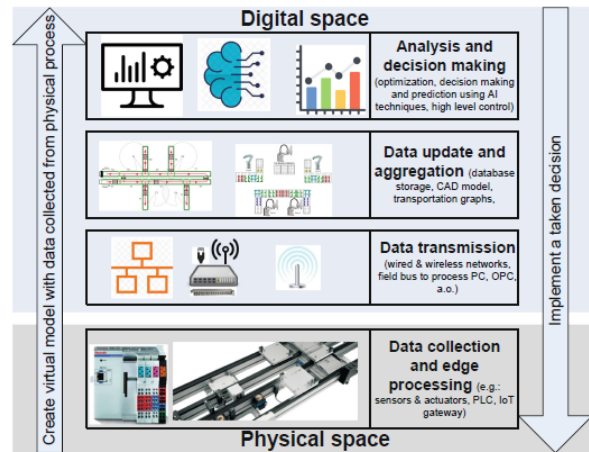 Digital space
Create virtual model with data collected from physical process
Analysis and
decision making
(optimization, decision making
and prediction using AI
techniques, high level control)
Data update and
aggregation (database
storage, CAD model,
transportation graphs,
Data transmission
(wired & wireless networks,
field bus to process PC, OPC,
a.o.)
Data collection
and edge
processing (e.g.:
sensors & actuators, PLC, IoT
gateway)
Implement a taken decision
Physical space